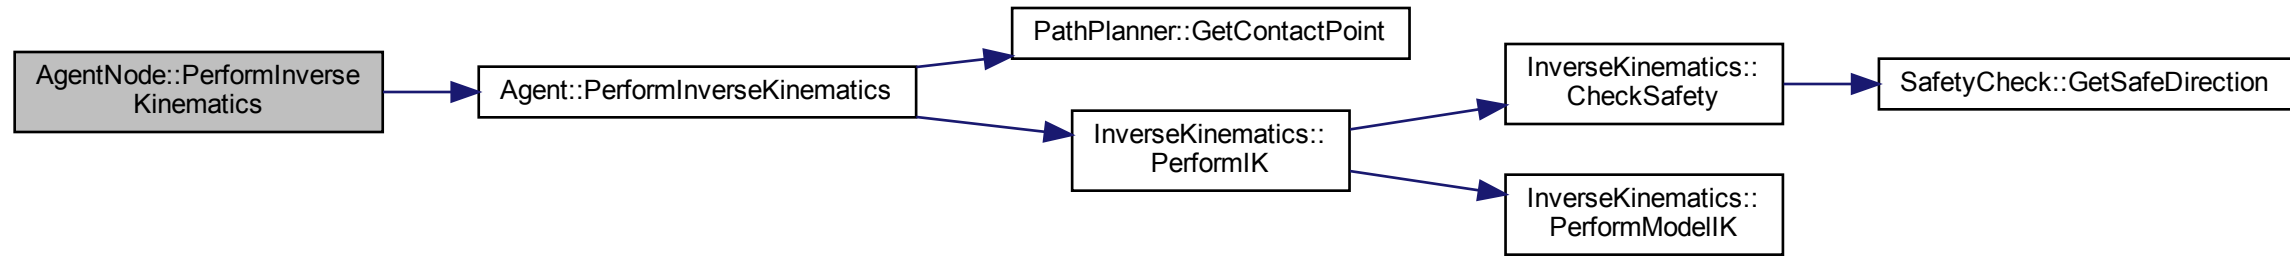 AgentNode::PerformInverse
Kinematics
Agent::PerformInverseKinematics
PathPlanner::GetContactPoint
InverseKinematics::
PerformIK
InverseKinematics::
CheckSafety
InverseKinematics::
PerformModelIK
SafetyCheck::GetSafeDirection